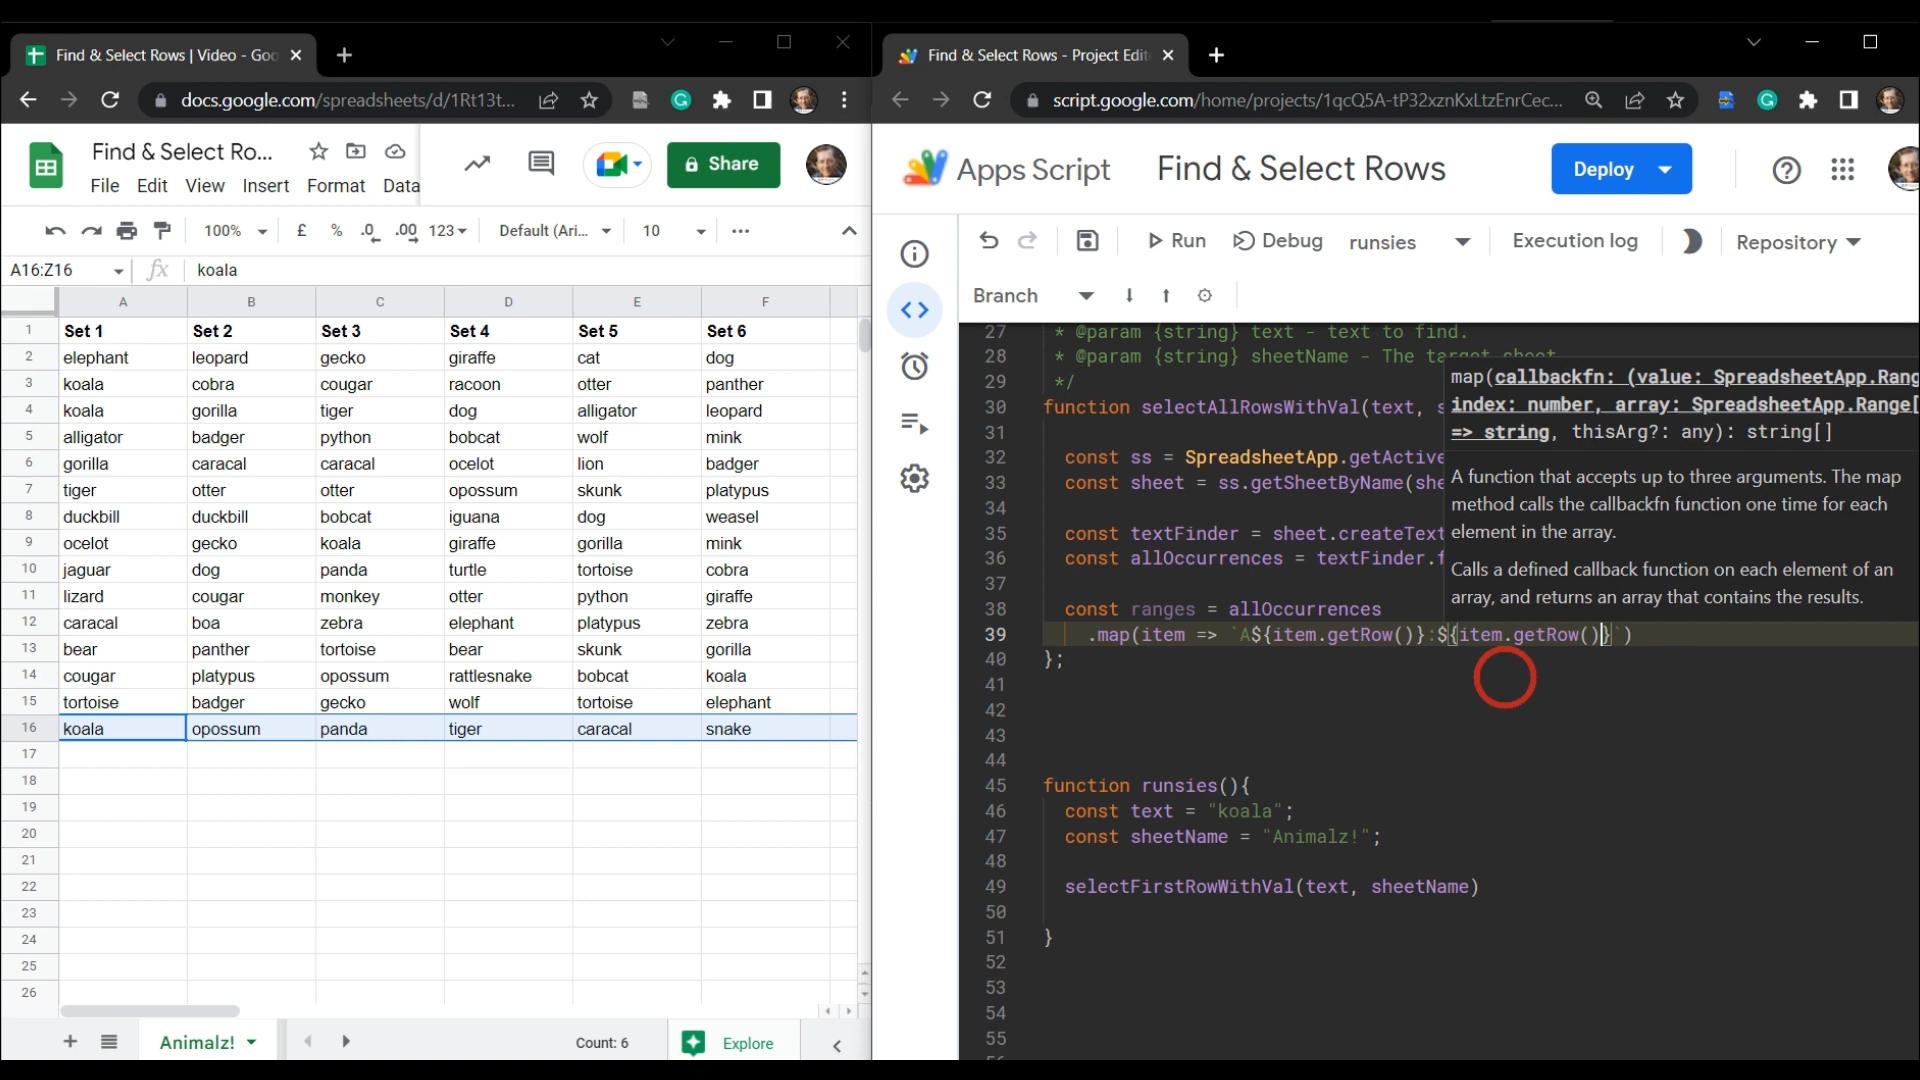 Find & Select Rows | Video - Goo
docs.google.com/spreadsheets/d/1Rt13t...
Find & Select Ro...
File Edit View Insert Format Data
Share
100% £ % .0 .00 123 Default (Ari... 10 ...
A16:Z16 fx koala
A B C D E F
1 Set 1 Set 2 Set 3 Set 4 Set 5 Set 6
2 elephant leopard gecko giraffe cat dog
3 koala cobra cougar racoon otter panther
4 koala gorilla tiger dog alligator leopard
5 alligator badger python bobcat wolf mink
6 gorilla caracal caracal ocelot lion badger
7 tiger otter otter opossum skunk platypus
8 duckbill duckbill bobcat iguana dog weasel
9 ocelot gecko koala giraffe gorilla mink
10 jaguar dog panda turtle tortoise cobra
11 lizard cougar monkey otter python giraffe
12 caracal boa zebra elephant platypus zebra
13 bear panther tortoise bear skunk gorilla
14 cougar platypus opossum rattlesnake bobcat koala
15 tortoise badger gecko wolf tortoise elephant
16 koala opossum panda tiger caracal snake
17
18
19
20
21
22
23
24
25
26
Animalz! Count: 6 Explore
Find & Select Rows - Project Edit
script.google.com/home/projects/1qcQ5A-tP32xznKxLtzEnrCec...
Apps Script Find & Select Rows Deploy
Run Debug runsies Execution log Repository
Branch
27 * @param {string} text - text to find.
28 * @param {string} sheetName - The target sheet
29 */
30 function selectAllRowsWithVal(text, s
31
32 const ss = SpreadsheetApp.getActive
33 const sheet = ss.getSheetByName(she
34
35 const textFinder = sheet.createText
36 const allOccurrences = textFinder.f
37
38 const ranges = allOccurrences
39 .map(item => `A${item.getRow()}:${item.getRow()}`)
40 };
41
42
43
44
45 function runsies(){
46 const text = "koala";
47 const sheetName = "Animalz!";
48
49 selectFirstRowWithVal(text, sheetName)
50
51 }
52
53
54
55
map(callbackfn: (value: SpreadsheetApp.Rang
index: number, array: SpreadsheetApp.Range[
=> string, thisArg?: any): string[]
A function that accepts up to three arguments. The map
method calls the callbackfn function one time for each
element in the array.
Calls a defined callback function on each element of an
array, and returns an array that contains the results.